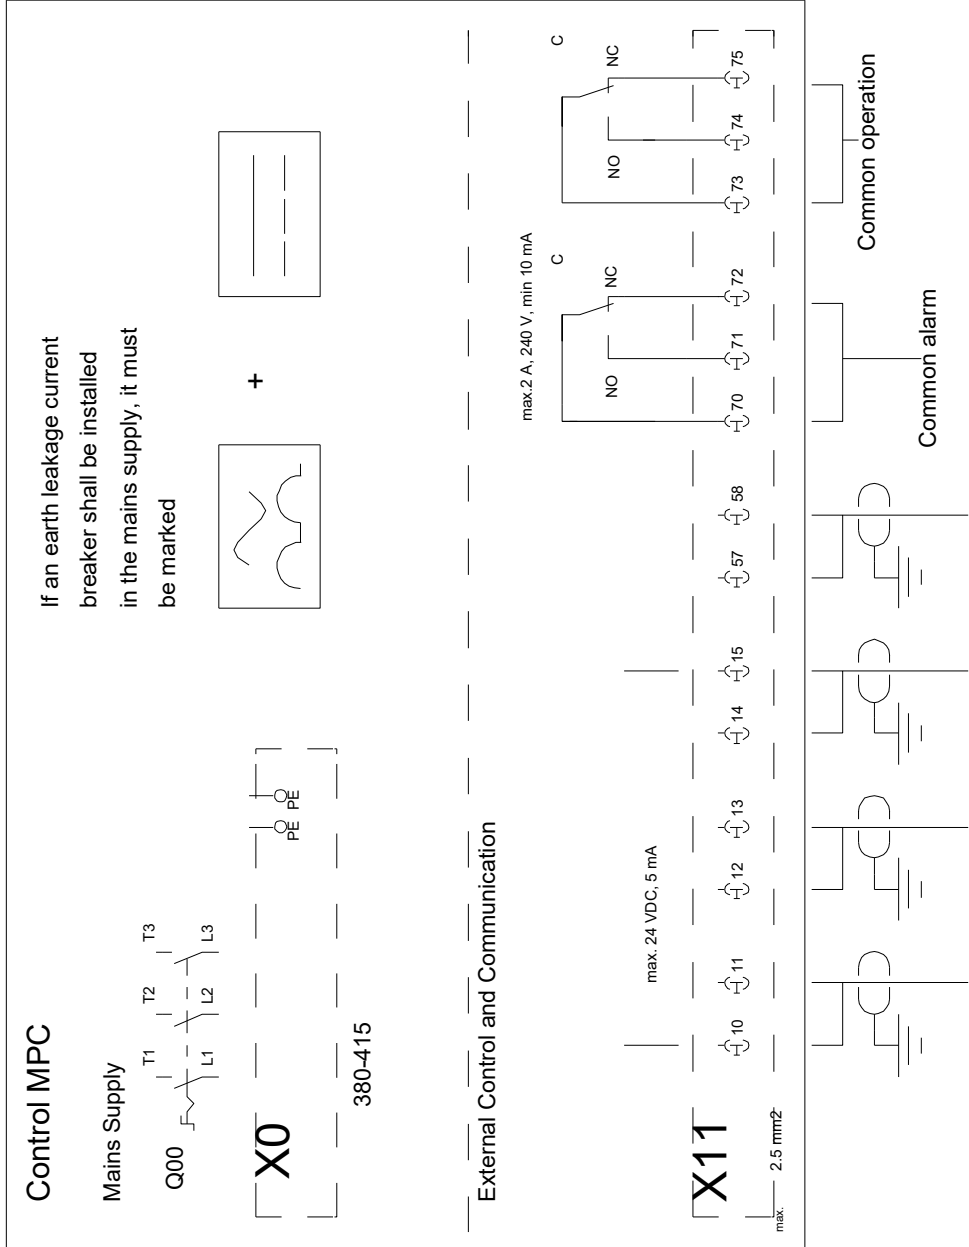 Control MPC
Mains Supply
If an earth leakage current
breaker shall be installed
in the mains supply, it must
be marked
+
Q00
T1 T2 T3
L1 L2 L3
X0
PE PE
380-415
External Control and Communication
max. 24 VDC, 5 mA
max.2 A, 240 V, min 10 mA
C
NO
NC
C
NO
NC
X11
10 11 12 13 14 15 57 58 70 71 72 73 74 75
max. 2.5 mm2
Common alarm
Common operation